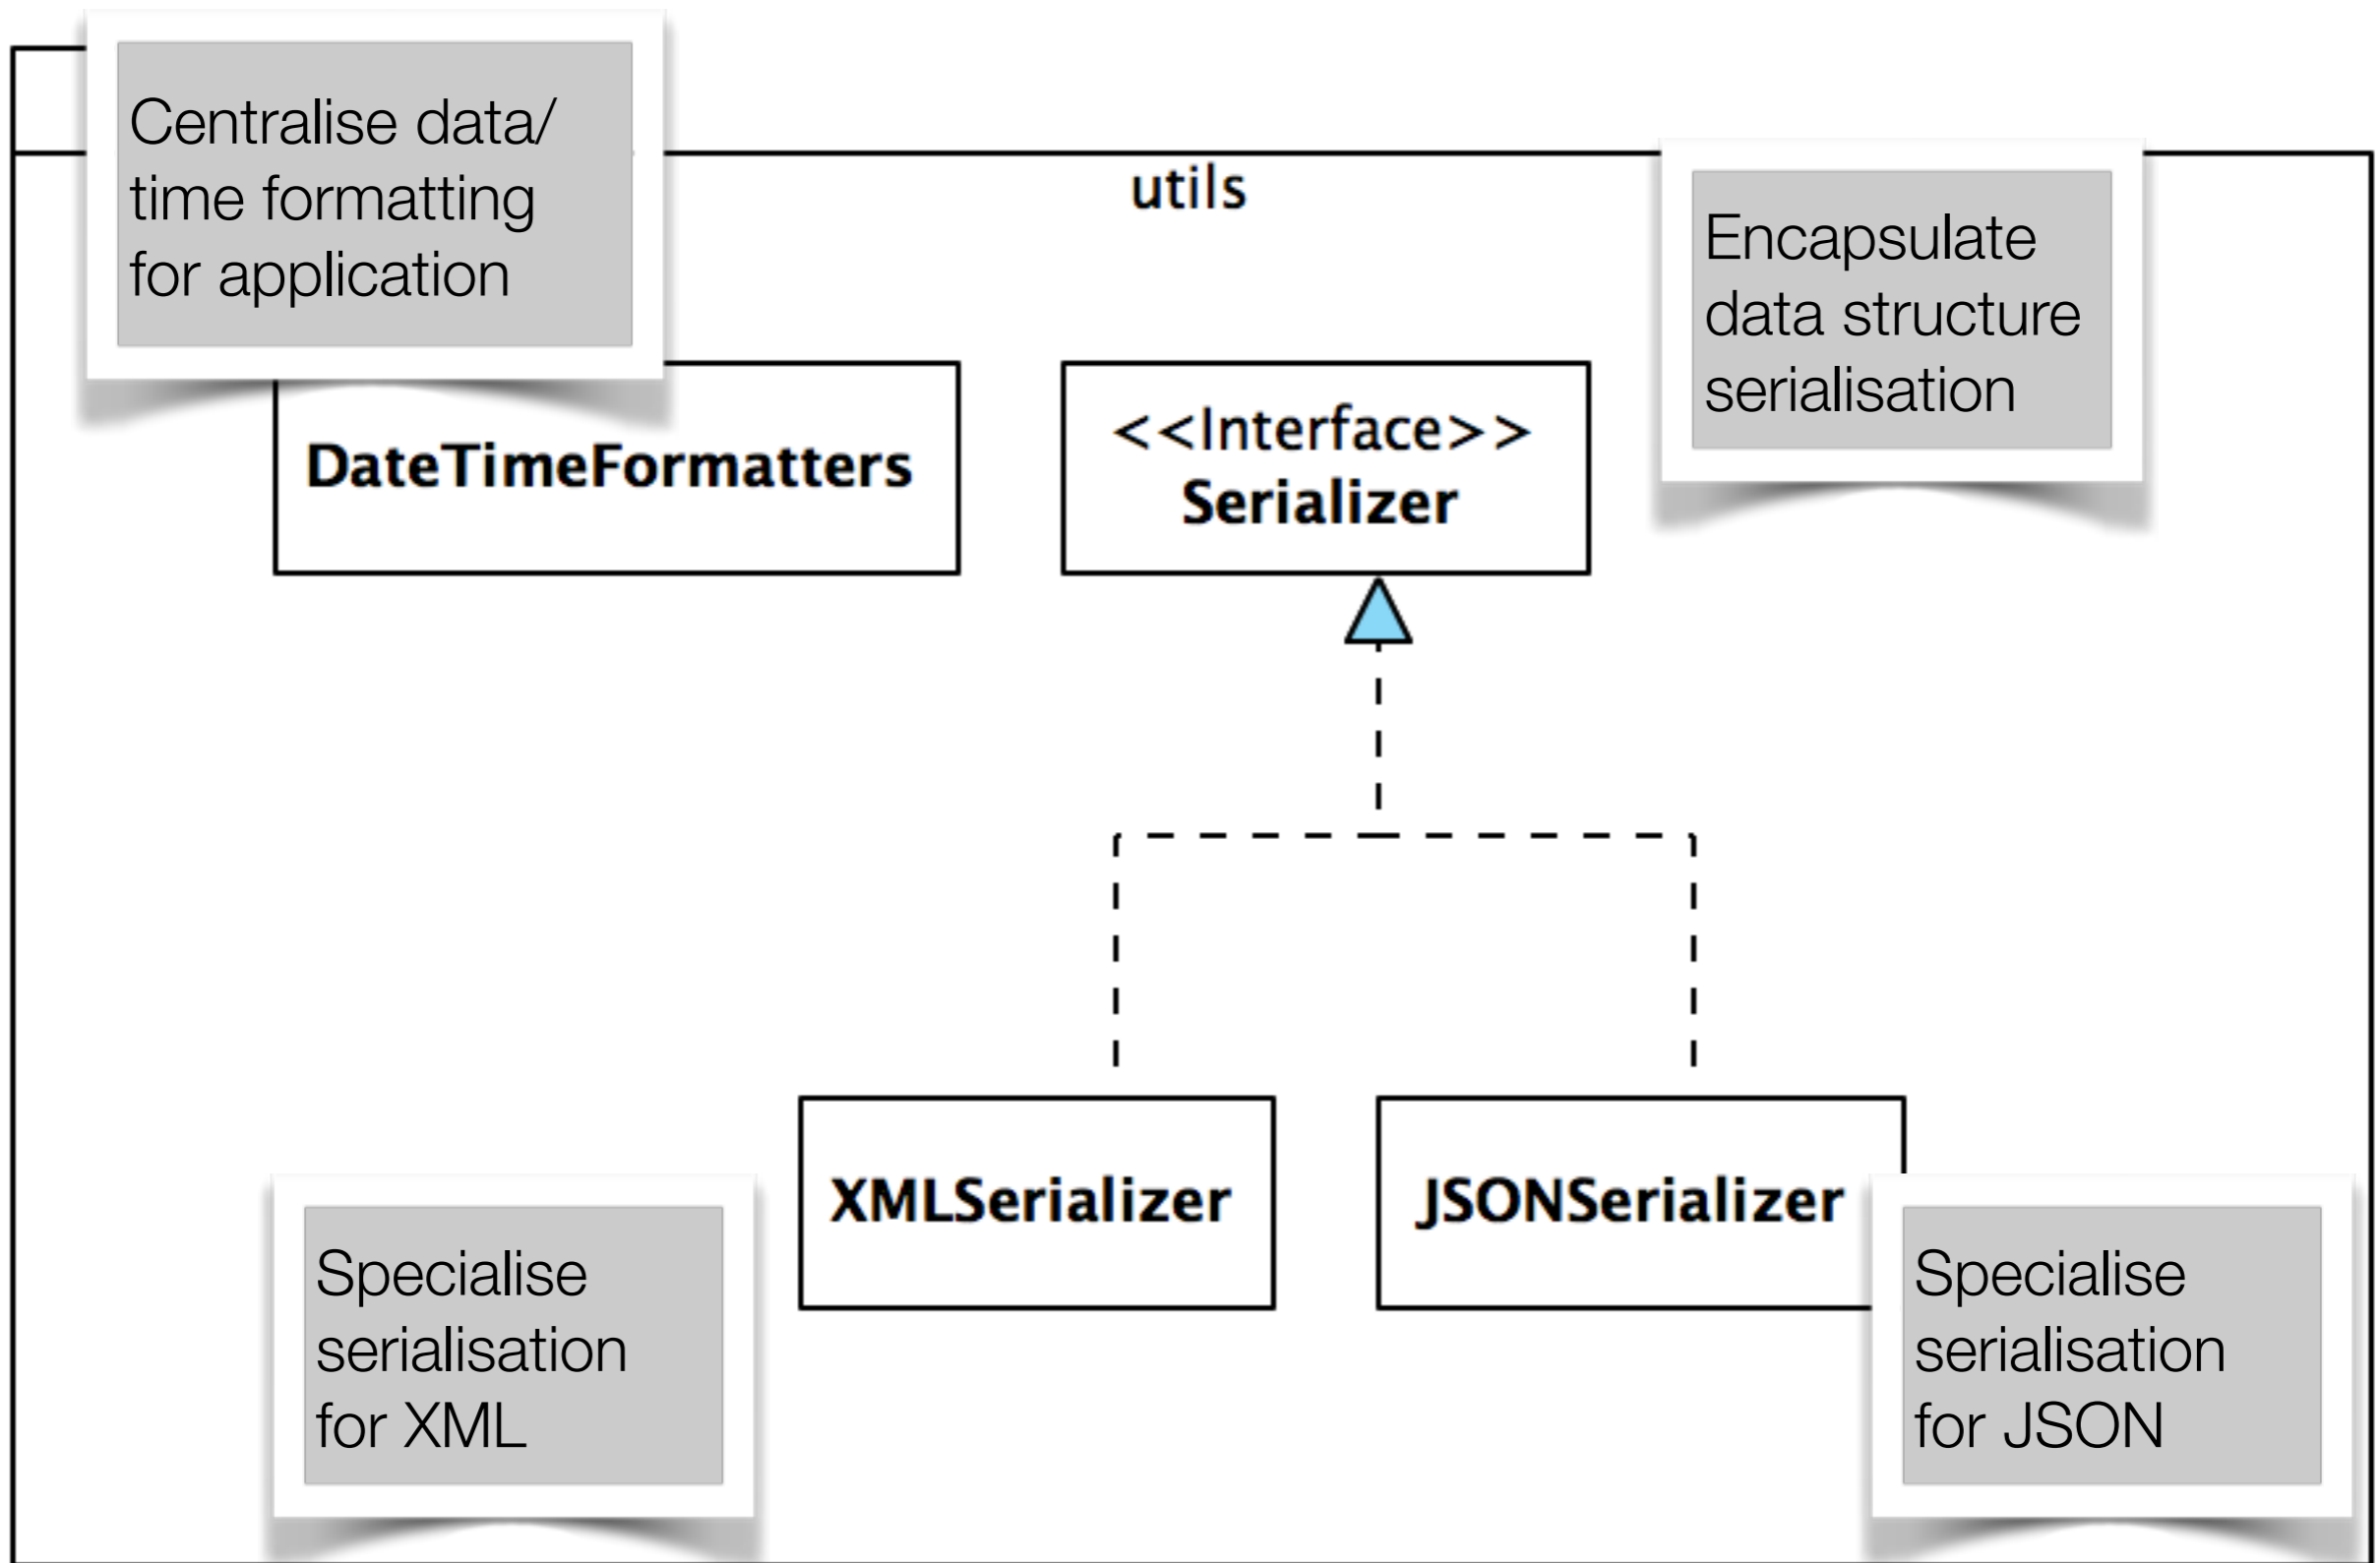 Centralise data/
time formatting
for application
utils
Encapsulate
data structure
serialisation
DateTimeFormatters
<<Interface>>
Serializer
XMLSerializer
JSONSerializer
Specialise
serialisation
for XML
Specialise
serialisation
for JSON